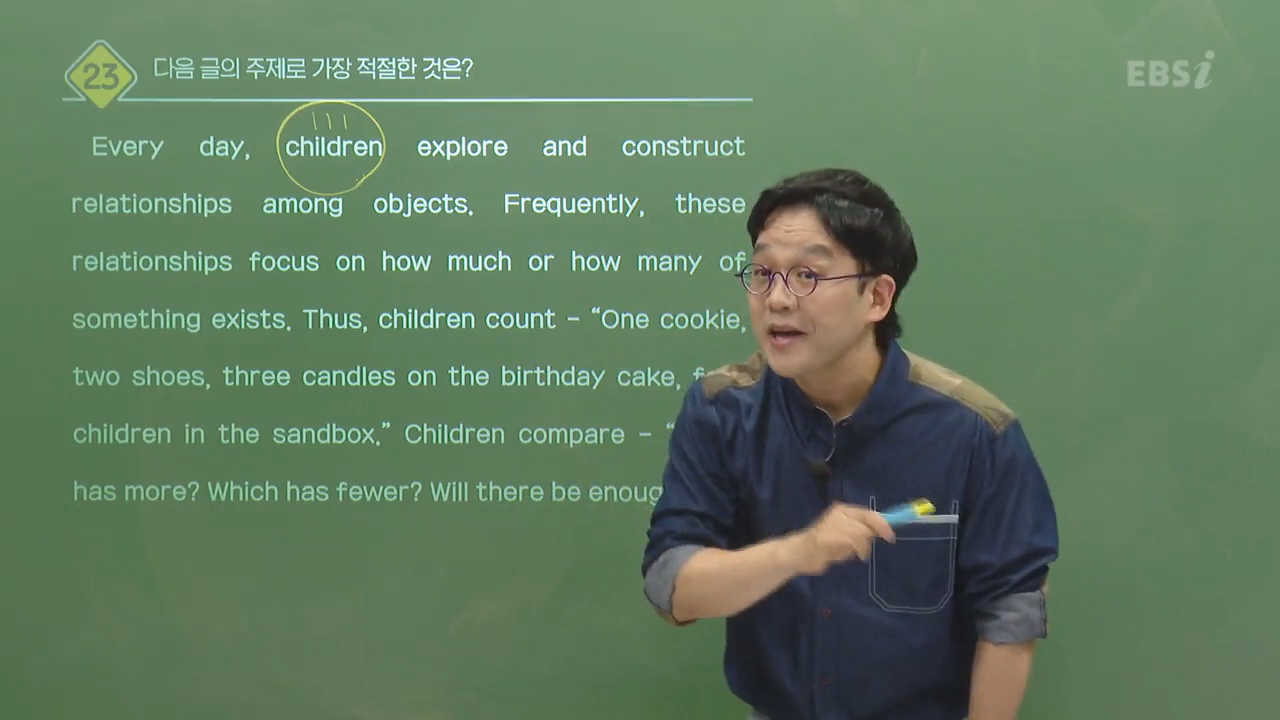 EBSi
23 다음 글의 주제로 가장 적절한 것은?
Every day, children explore and construct
relationships among objects. Frequently, these
relationships focus on how much or how many of
something exists. Thus, children count – “One cookie,
two shoes, three candles on the birthday cake,
children in the sandbox.” Children compare – “
has more? Which has fewer? Will there be